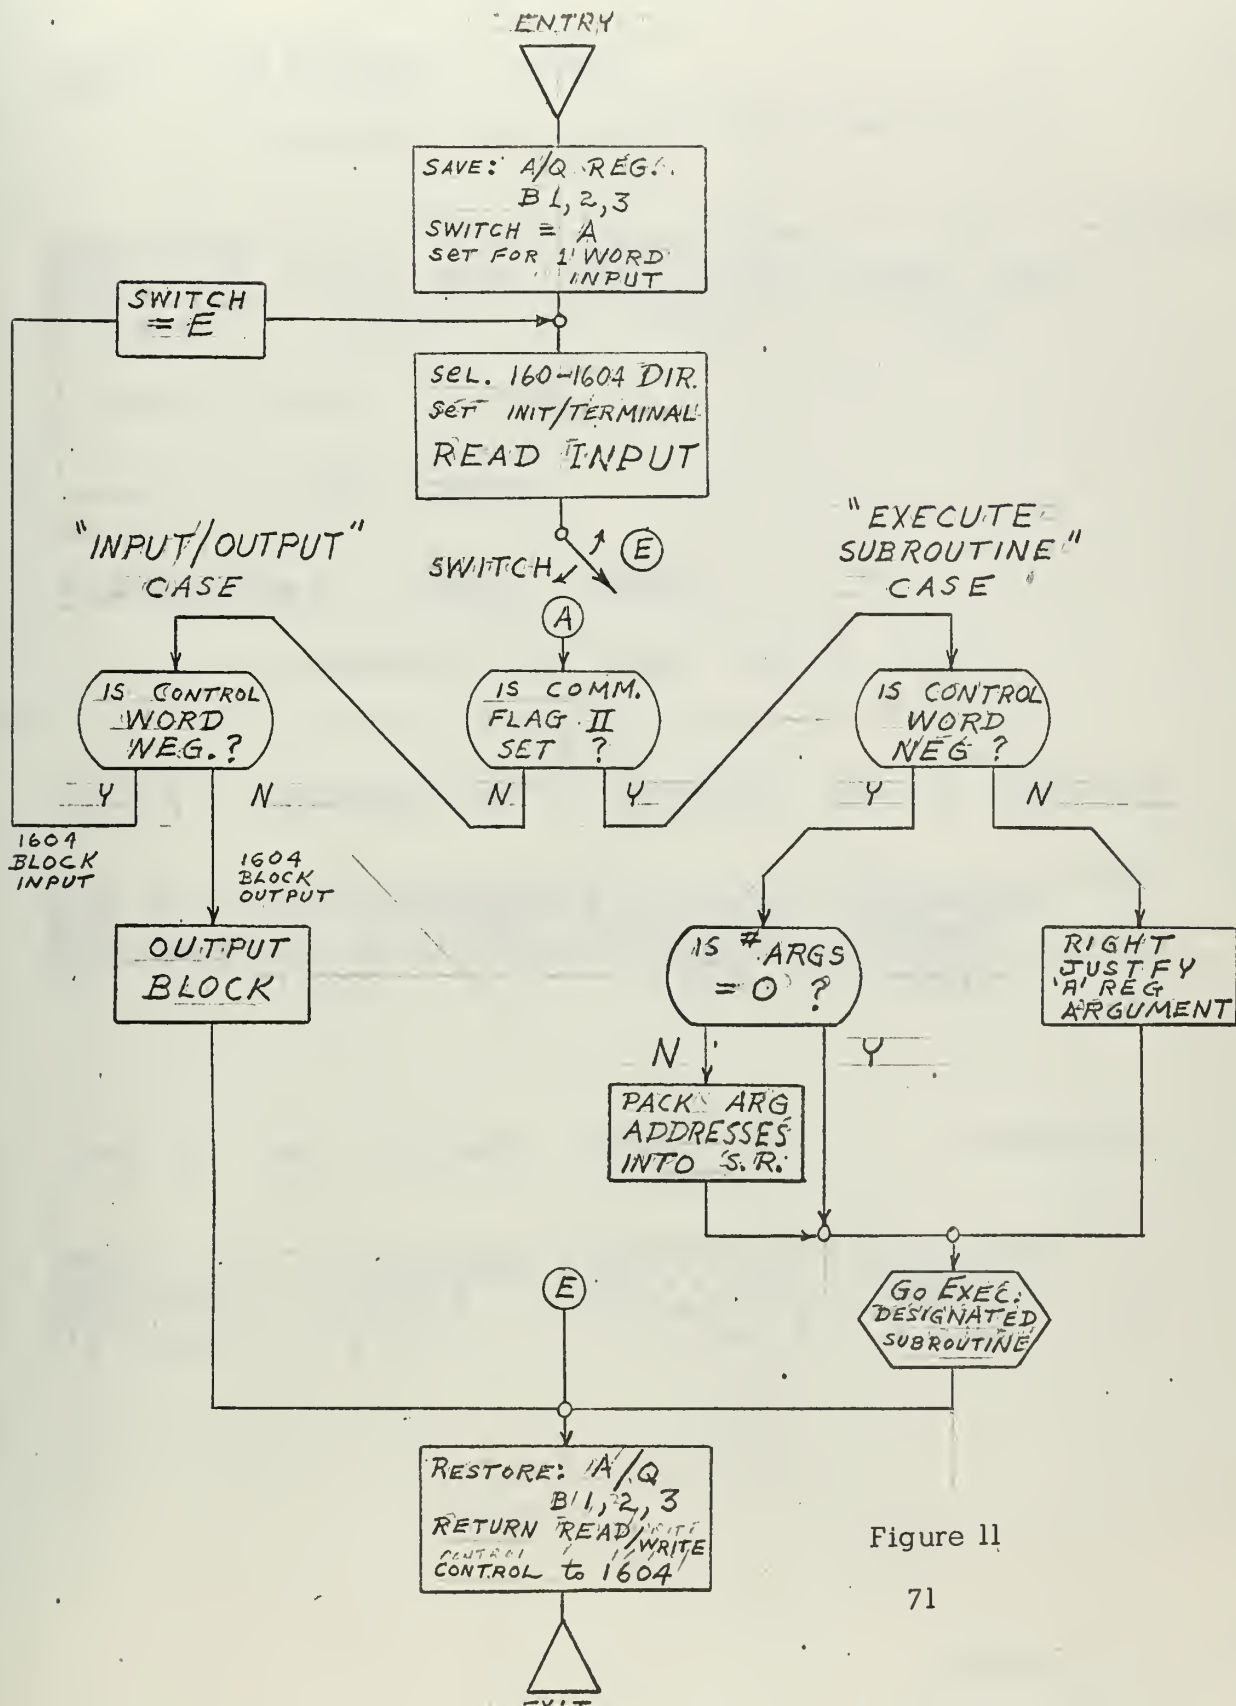 ENTRY
SAVE: A/Q REG.
B 1, 2, 3
SWITCH = A
SET FOR 1 WORD
INPUT
SWITCH
= E
SEL. 160-1604 DIR.
SET INIT/TERMINAL
READ INPUT
"INPUT/OUTPUT"
CASE
SWITCH
E
"EXECUTE
SUBROUTINE"
CASE
A
IS CONTROL
WORD
NEG.?
IS COMM.
FLAG II
SET ?
IS CONTROL
WORD
NEG ?
Y
N
N
Y
Y
N
1604
BLOCK
INPUT
1604
BLOCK
OUTPUT
OUTPUT
BLOCK
IS # ARGS
= 0 ?
RIGHT
JUSTFY
'A' REG
ARGUMENT
N
Y
PACK ARG
ADDRESSES
INTO S.R.
E
GO EXEC.
DESIGNATED
SUBROUTINE
RESTORE: A/Q
B 1, 2, 3
RETURN READ/WRITE
CONTROL to 1604
Figure 11
71
EXIT